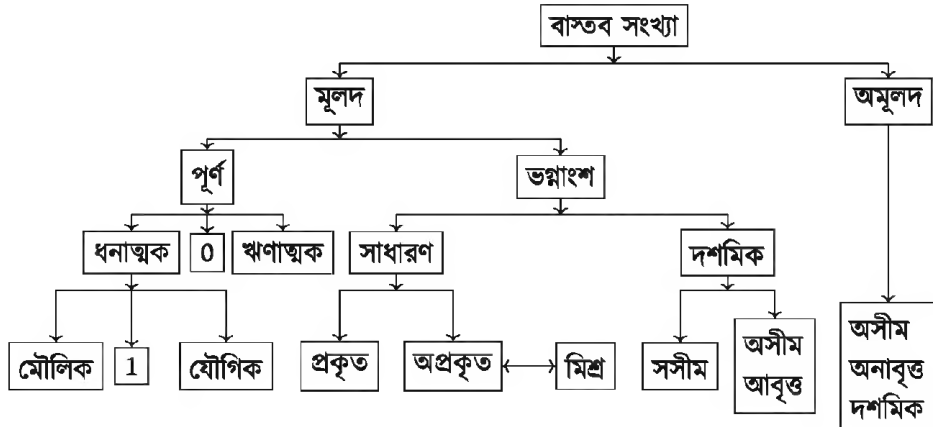 বাস্তব সংখ্যা
মূলদ
অমূলদ
পূর্ণ
ভগ্নাংশ
ধনাত্মক
0
ঋণাত্মক
সাধারণ
দশমিক
মৌলিক
1
যৌগিক
প্রকৃত
অপ্রকৃত
মিশ্র
সসীম
অসীম
আবৃত্ত
অসীম
অনাবৃত্ত
দশমিক